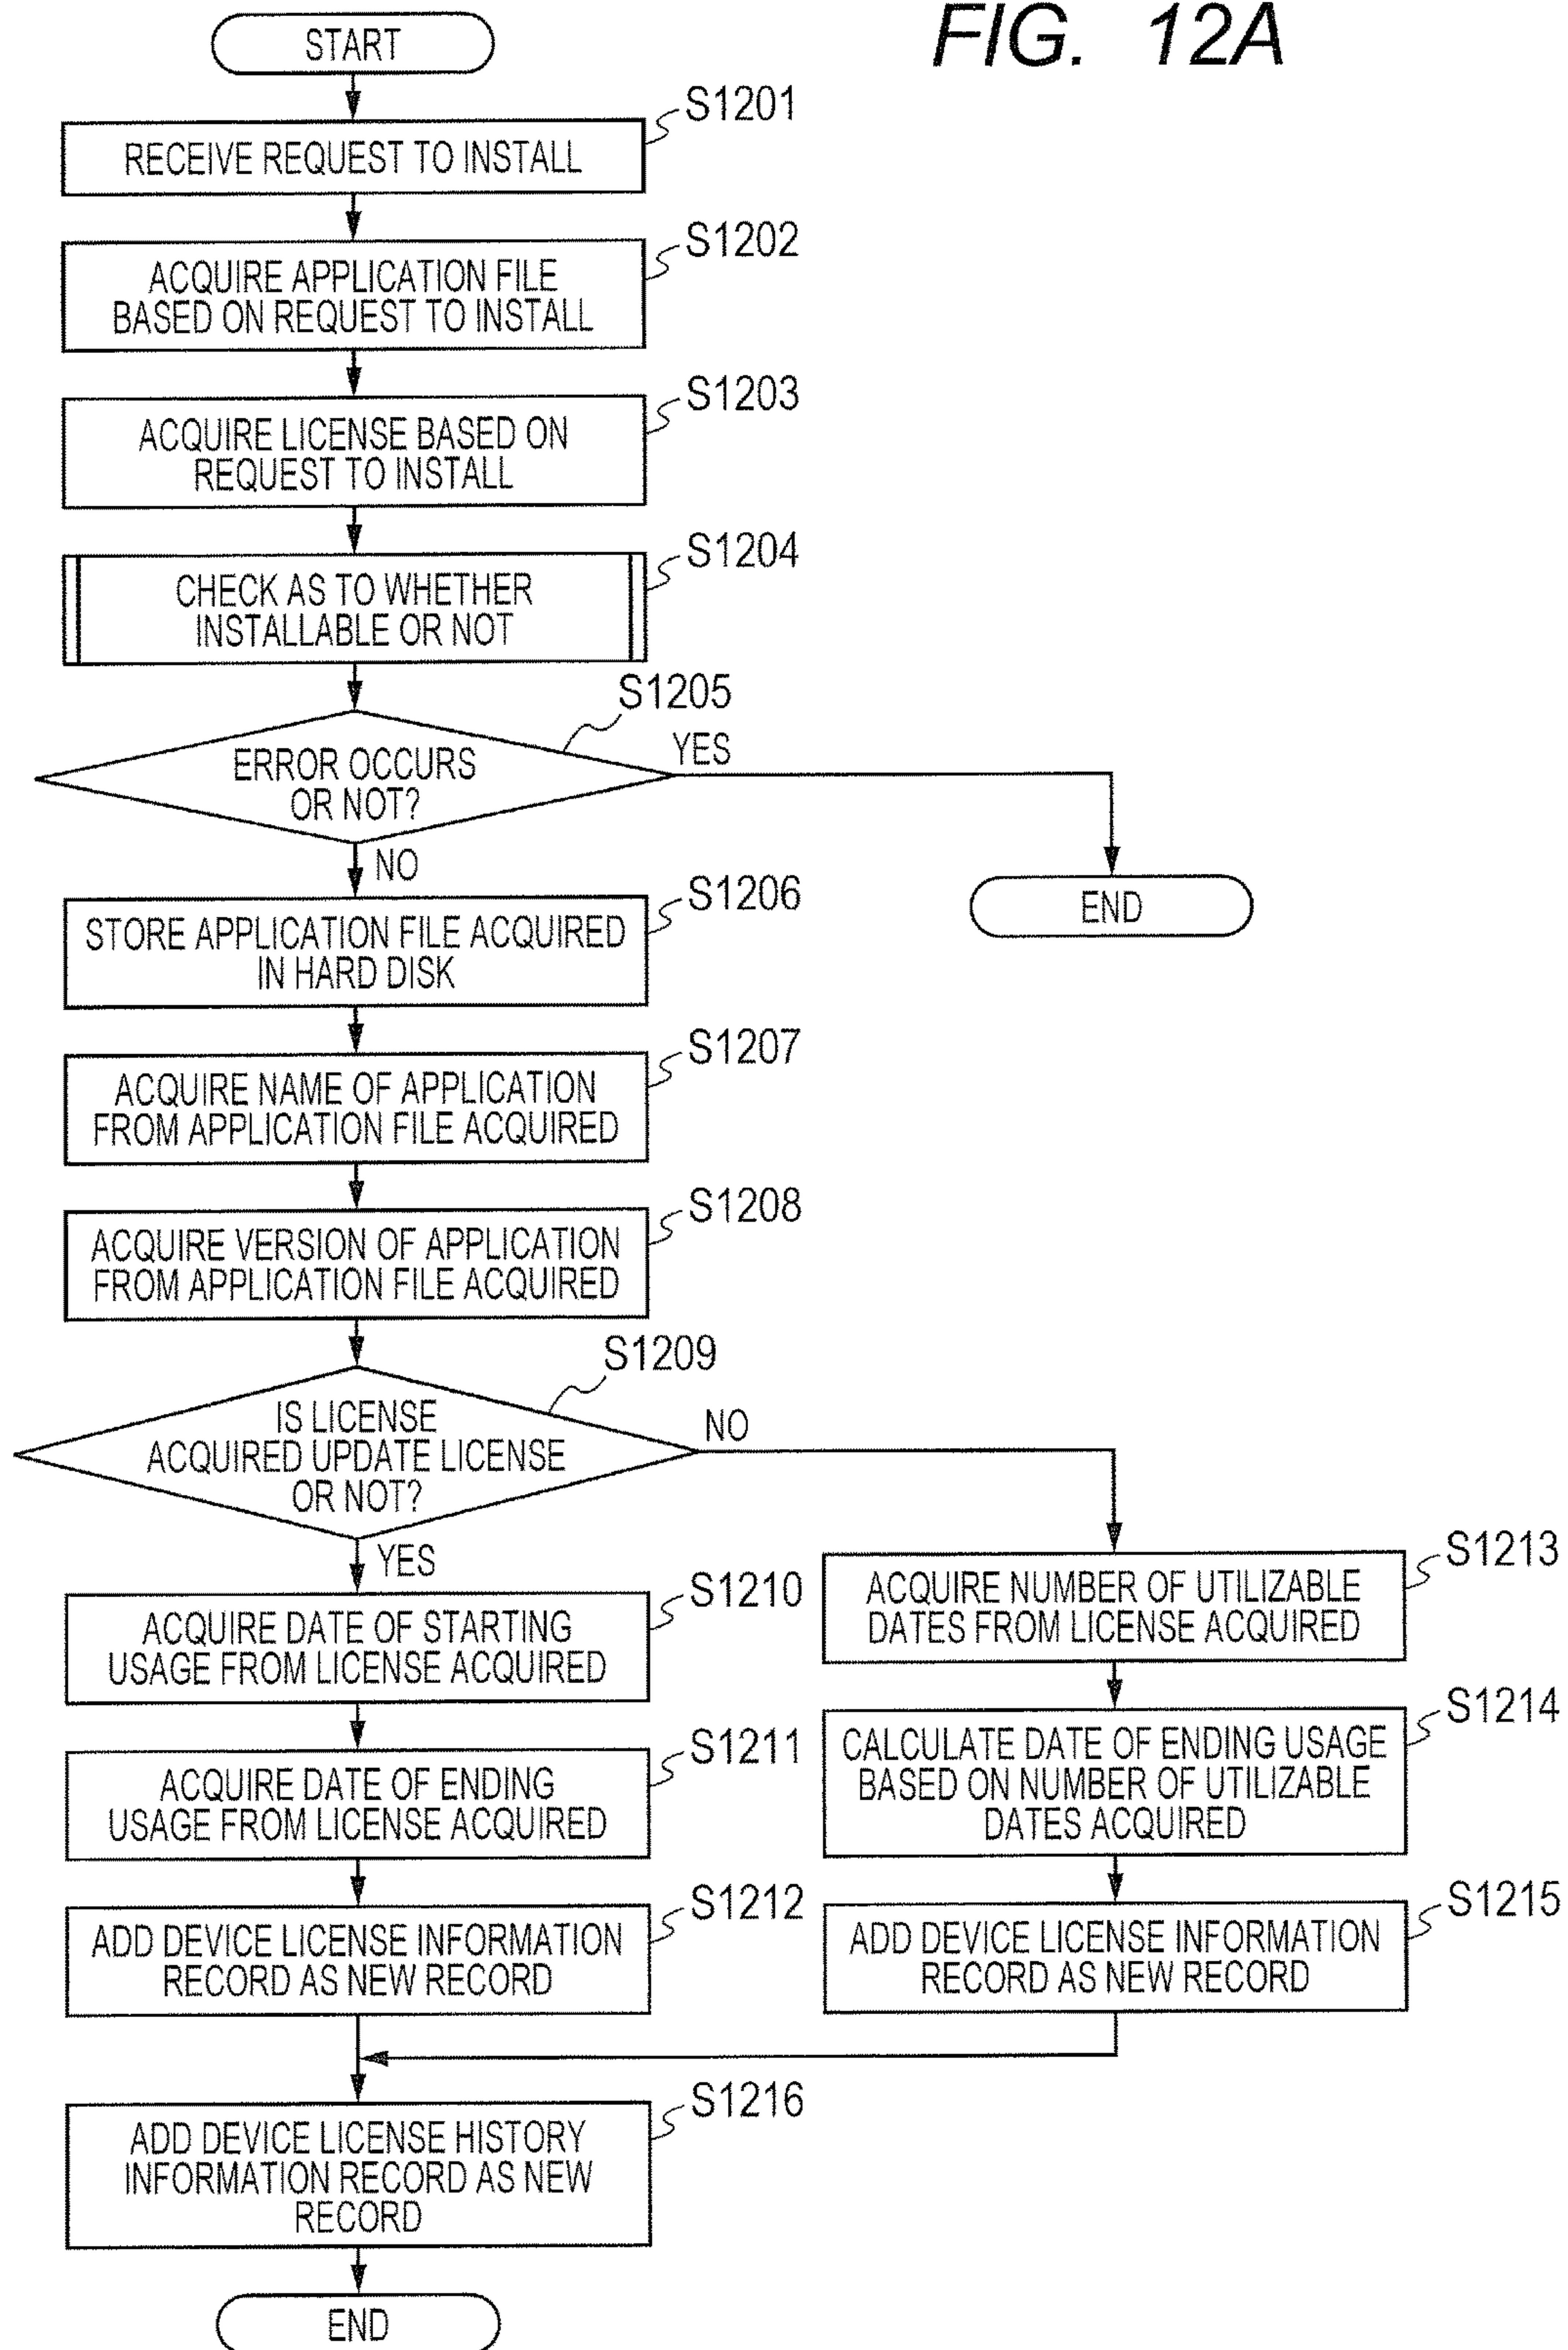 FIG. 12A
START
S1201
RECEIVE REQUEST TO INSTALL
S1202
ACQUIRE APPLICATION FILE
BASED ON REQUEST TO INSTALL
S1203
ACQUIRE LICENSE BASED ON
REQUEST TO INSTALL
S1204
CHECK AS TO WHETHER
INSTALLABLE OR NOT
S1205
ERROR OCCURS
OR NOT?
YES
NO
END
S1206
STORE APPLICATION FILE ACQUIRED
IN HARD DISK
S1207
ACQUIRE NAME OF APPLICATION
FROM APPLICATION FILE ACQUIRED
S1208
ACQUIRE VERSION OF APPLICATION
FROM APPLICATION FILE ACQUIRED
S1209
IS LICENSE
ACQUIRED UPDATE LICENSE
OR NOT?
NO
YES
S1210
ACQUIRE DATE OF STARTING
USAGE FROM LICENSE ACQUIRED
S1211
ACQUIRE DATE OF ENDING
USAGE FROM LICENSE ACQUIRED
S1212
ADD DEVICE LICENSE INFORMATION
RECORD AS NEW RECORD
S1213
ACQUIRE NUMBER OF UTILIZABLE
DATES FROM LICENSE ACQUIRED
S1214
CALCULATE DATE OF ENDING USAGE
BASED ON NUMBER OF UTILIZABLE
DATES ACQUIRED
S1215
ADD DEVICE LICENSE INFORMATION
RECORD AS NEW RECORD
S1216
ADD DEVICE LICENSE HISTORY
INFORMATION RECORD AS NEW
RECORD
END